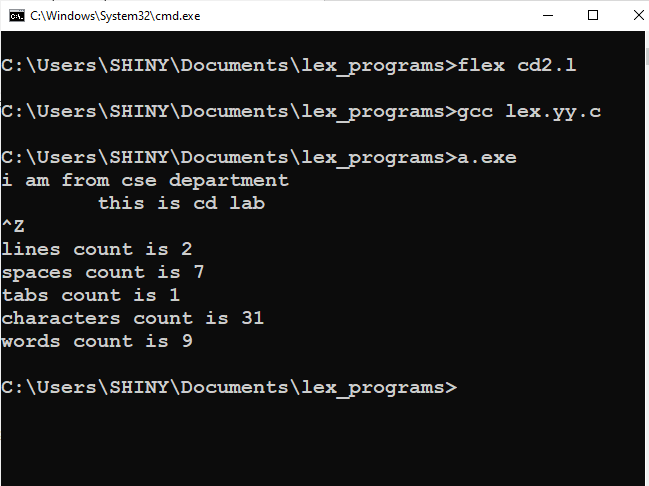 C:\Windows\System32\cmd.exe
C:\Users\SHINY\Documents\lex_programs>flex cd2.l
C:\Users\SHINY\Documents\lex_programs>gcc lex.yy.c
C:\Users\SHINY\Documents\lex_programs>a.exe
i am from cse department
        this is cd lab
^Z
lines count is 2
spaces count is 7
tabs count is 1
characters count is 31
words count is 9
C:\Users\SHINY\Documents\lex_programs>